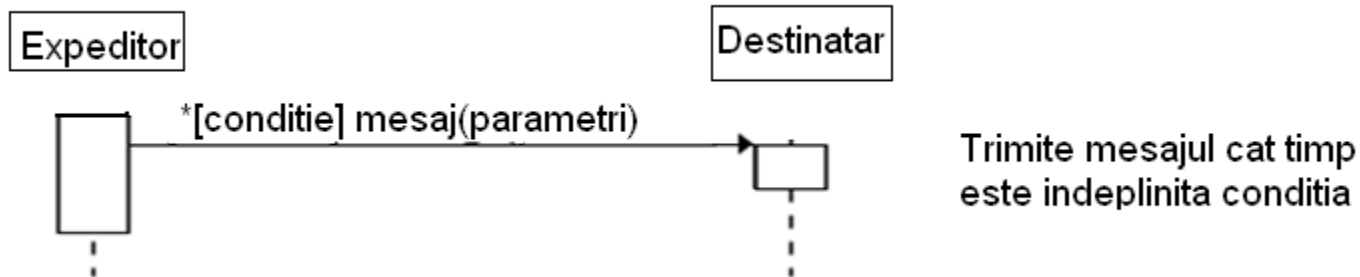 Expeditor
Destinatar
*[conditie] mesaj(parametri)
Trimite mesajul cat timp
este indeplinita conditia